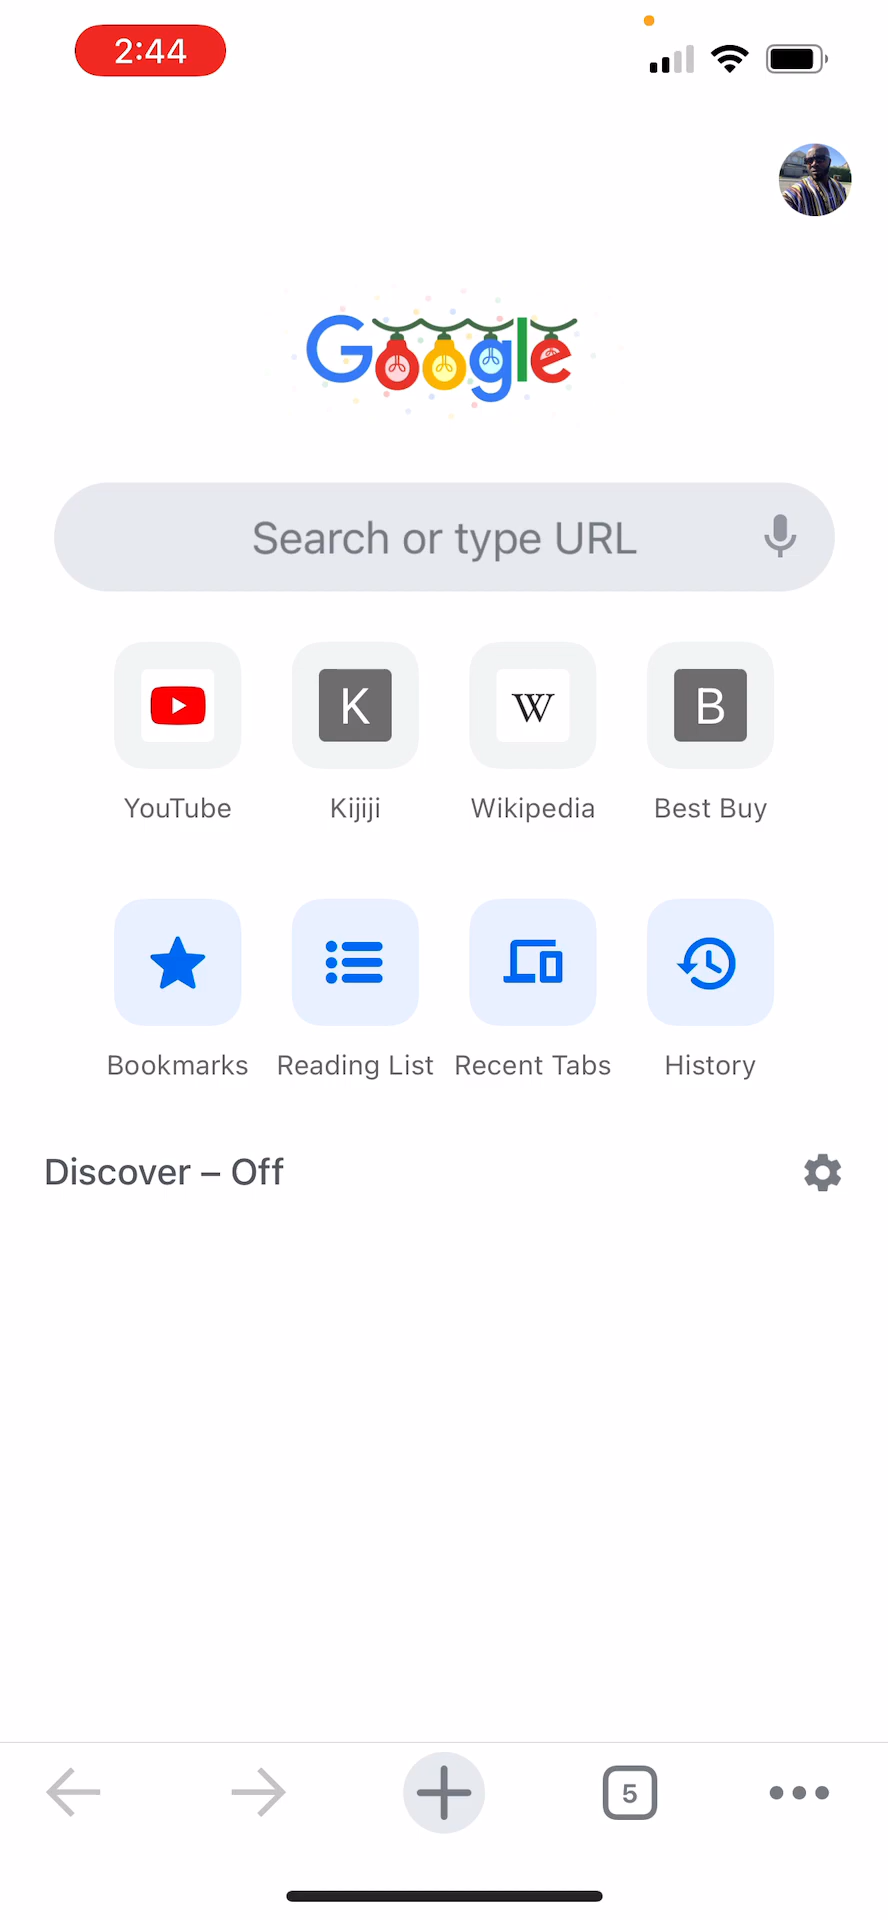 2:44
Google
Search or type URL
K
W
B
YouTube
Kijiji
Wikipedia
Best Buy
Bookmarks
Reading List
Recent Tabs
History
Discover – Off
5